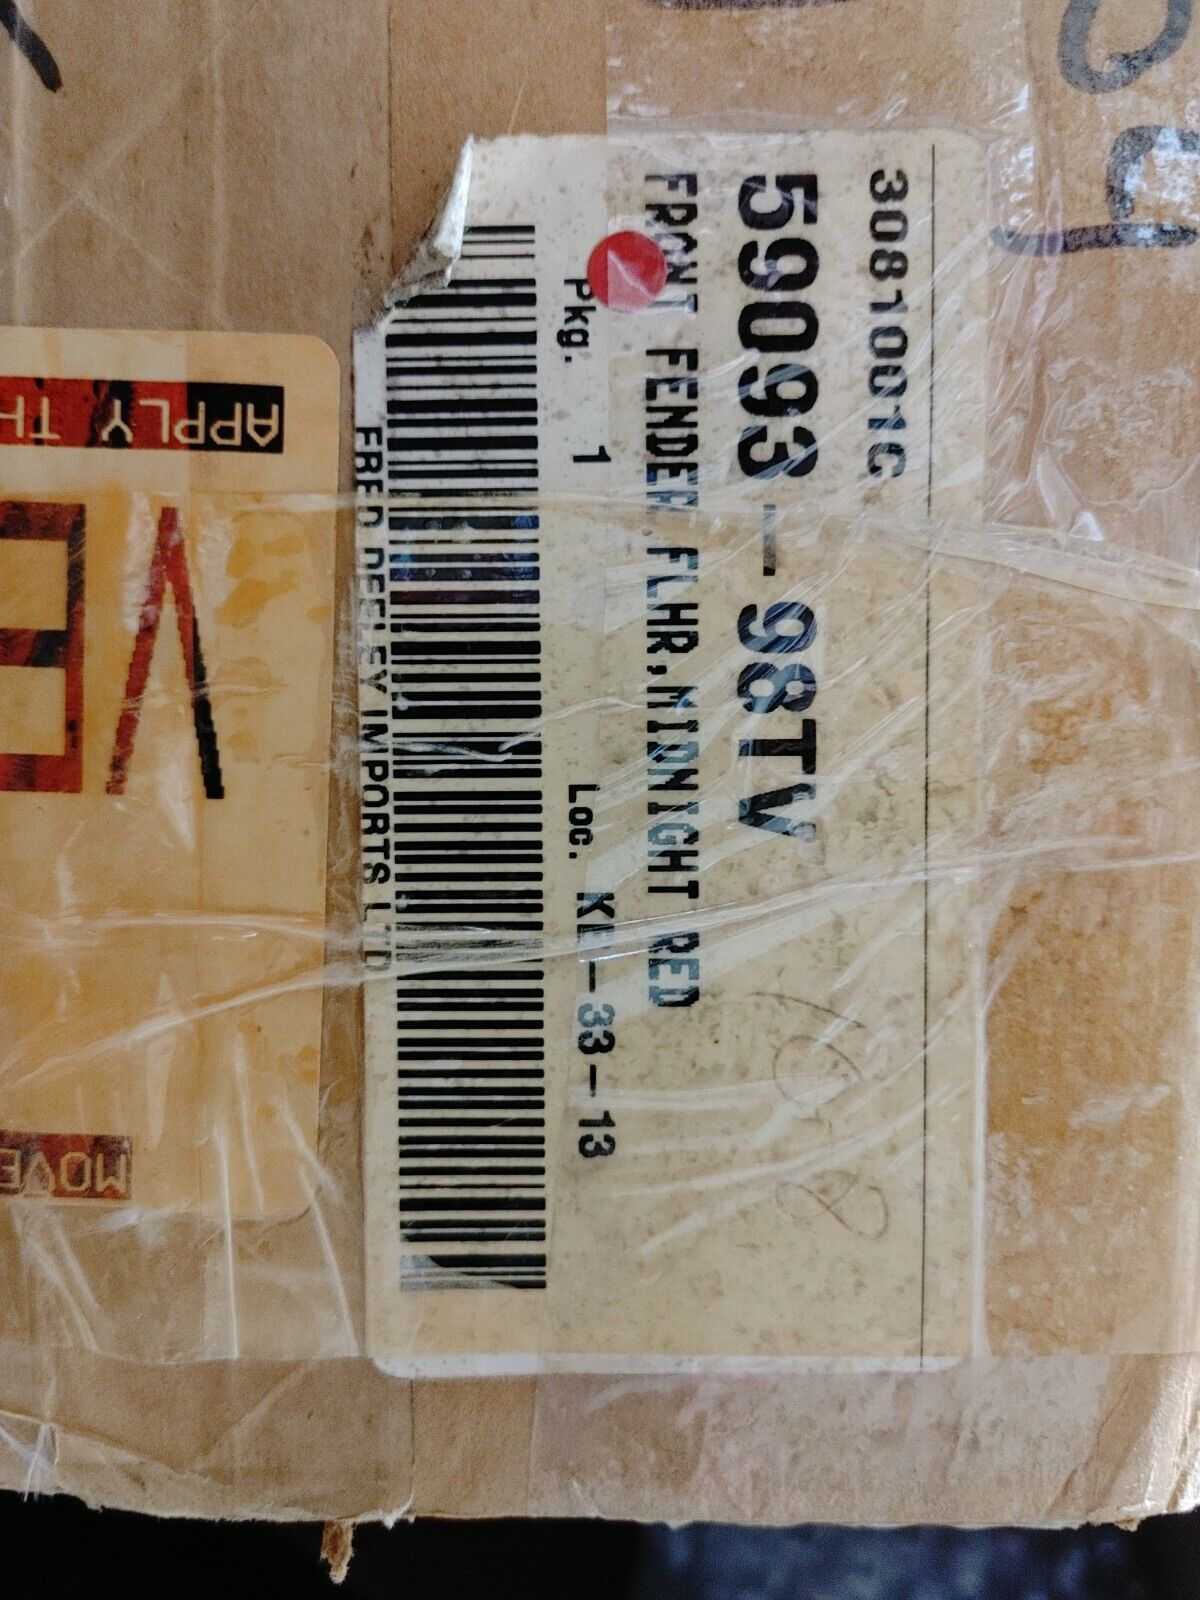 30810001C
59093-98TV
FRONT FENDER,FLHR,MIDNIGHT RED
Pkg. 1 Loc. KE-33-13
FRED DEELEY IMPORTS LTD
APPLY TH
VE
MOVE